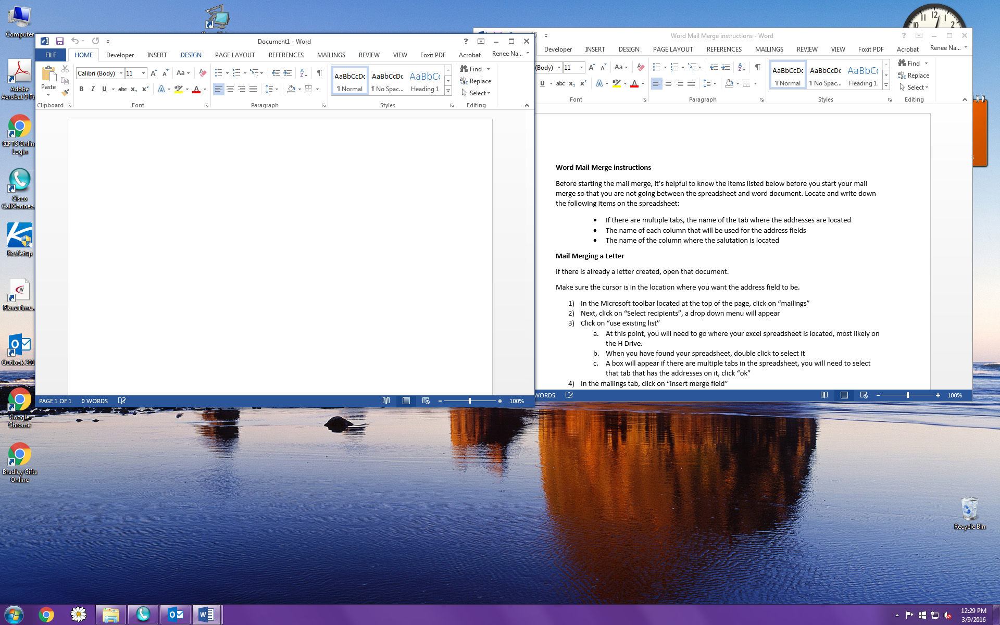 Computer
Adobe
Acrobat 9 Pr
GIFTS Onlin
Login
Cisco
CallConnec..
KcsSetup
NovaTime..
Outlook 201
Google
Chrome
Bradley Gifts
Online
Recycle Bin
Document1 - Word
FILE HOME Developer INSERT DESIGN PAGE LAYOUT REFERENCES MAILINGS REVIEW VIEW Foxit PDF Acrobat Renee Na...
Paste
Calibri (Body) 11 Aa
B I U abc x₂ x² A A
AaBbCcDc AaBbCcDc AaBbCc
¶ Normal ¶ No Spac... Heading 1
Find
Replace
Select
Clipboard Font Paragraph Styles Editing
PAGE 1 OF 1 0 WORDS 100%
Word Mail Merge instructions - Word
Developer INSERT DESIGN PAGE LAYOUT REFERENCES MAILINGS REVIEW VIEW Foxit PDF Acrobat Renee Na...
(Body) 11 Aa
U abc x₂ x² A A
AaBbCcDc AaBbCcDc AaBbCc
¶ Normal ¶ No Spac... Heading 1
Find
Replace
Select
Font Paragraph Styles Editing
Word Mail Merge instructions
Before starting the mail merge, it’s helpful to know the items listed below before you start your mail
merge so that you are not going between the spreadsheet and word document. Locate and write down
the following items on the spreadsheet:
• If there are multiple tabs, the name of the tab where the addresses are located
• The name of each column that will be used for the address fields
• The name of the column where the salutation is located
Mail Merging a Letter
If there is already a letter created, open that document.
Make sure the cursor is in the location where you want the address field to be.
1) In the Microsoft toolbar located at the top of the page, click on “mailings”
2) Next, click on “Select recipients”, a drop down menu will appear
3) Click on “use existing list”
a. At this point, you will need to go where your excel spreadsheet is located, most likely on
the H Drive.
b. When you have found your spreadsheet, double click to select it
c. A box will appear if there are multiple tabs in the spreadsheet, you will need to select
that tab that has the addresses on it, click “ok”
4) In the mailings tab, click on “insert merge field”
WORDS 100%
11 12 1
10 2
12:29 PM
3/9/2016